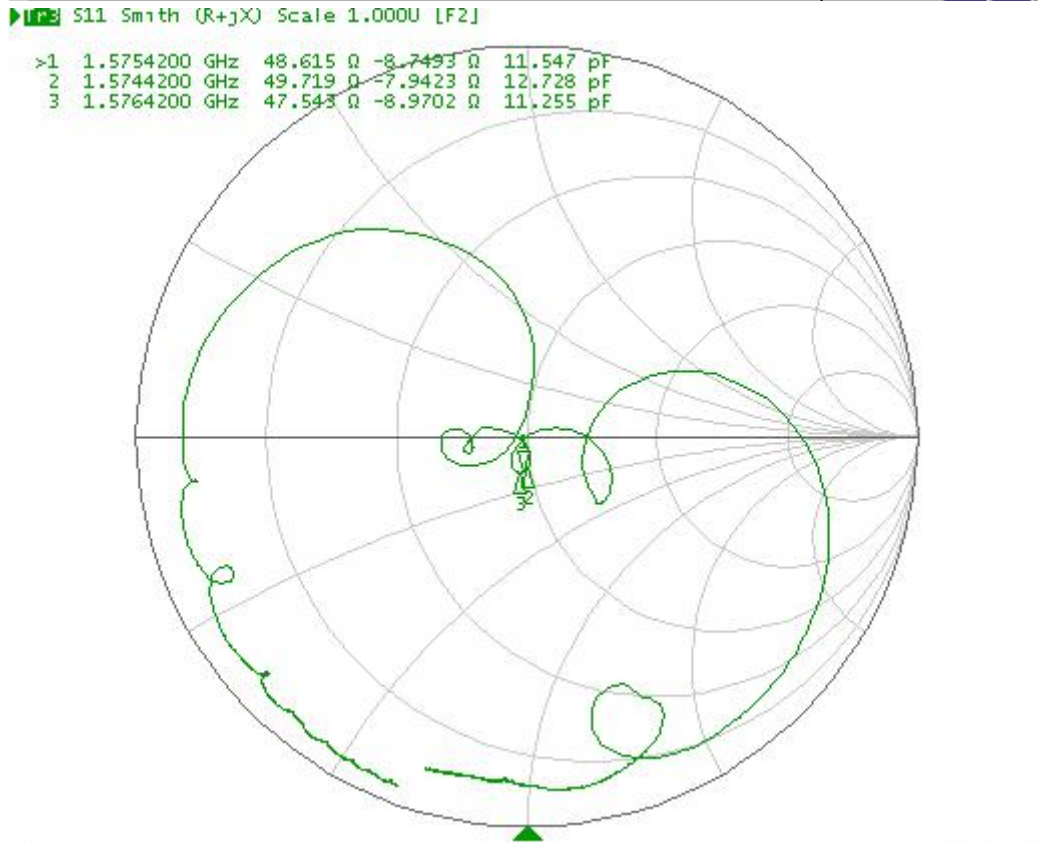 ▶Tr3 S11 Smith (R+jX) Scale 1.000U [F2]
>1 1.5754200 GHz 48.615 Ω -8.7493 Ω 11.547 pF
2 1.5744200 GHz 49.719 Ω -7.9423 Ω 12.728 pF
3 1.5764200 GHz 47.543 Ω -8.9702 Ω 11.255 pF
32